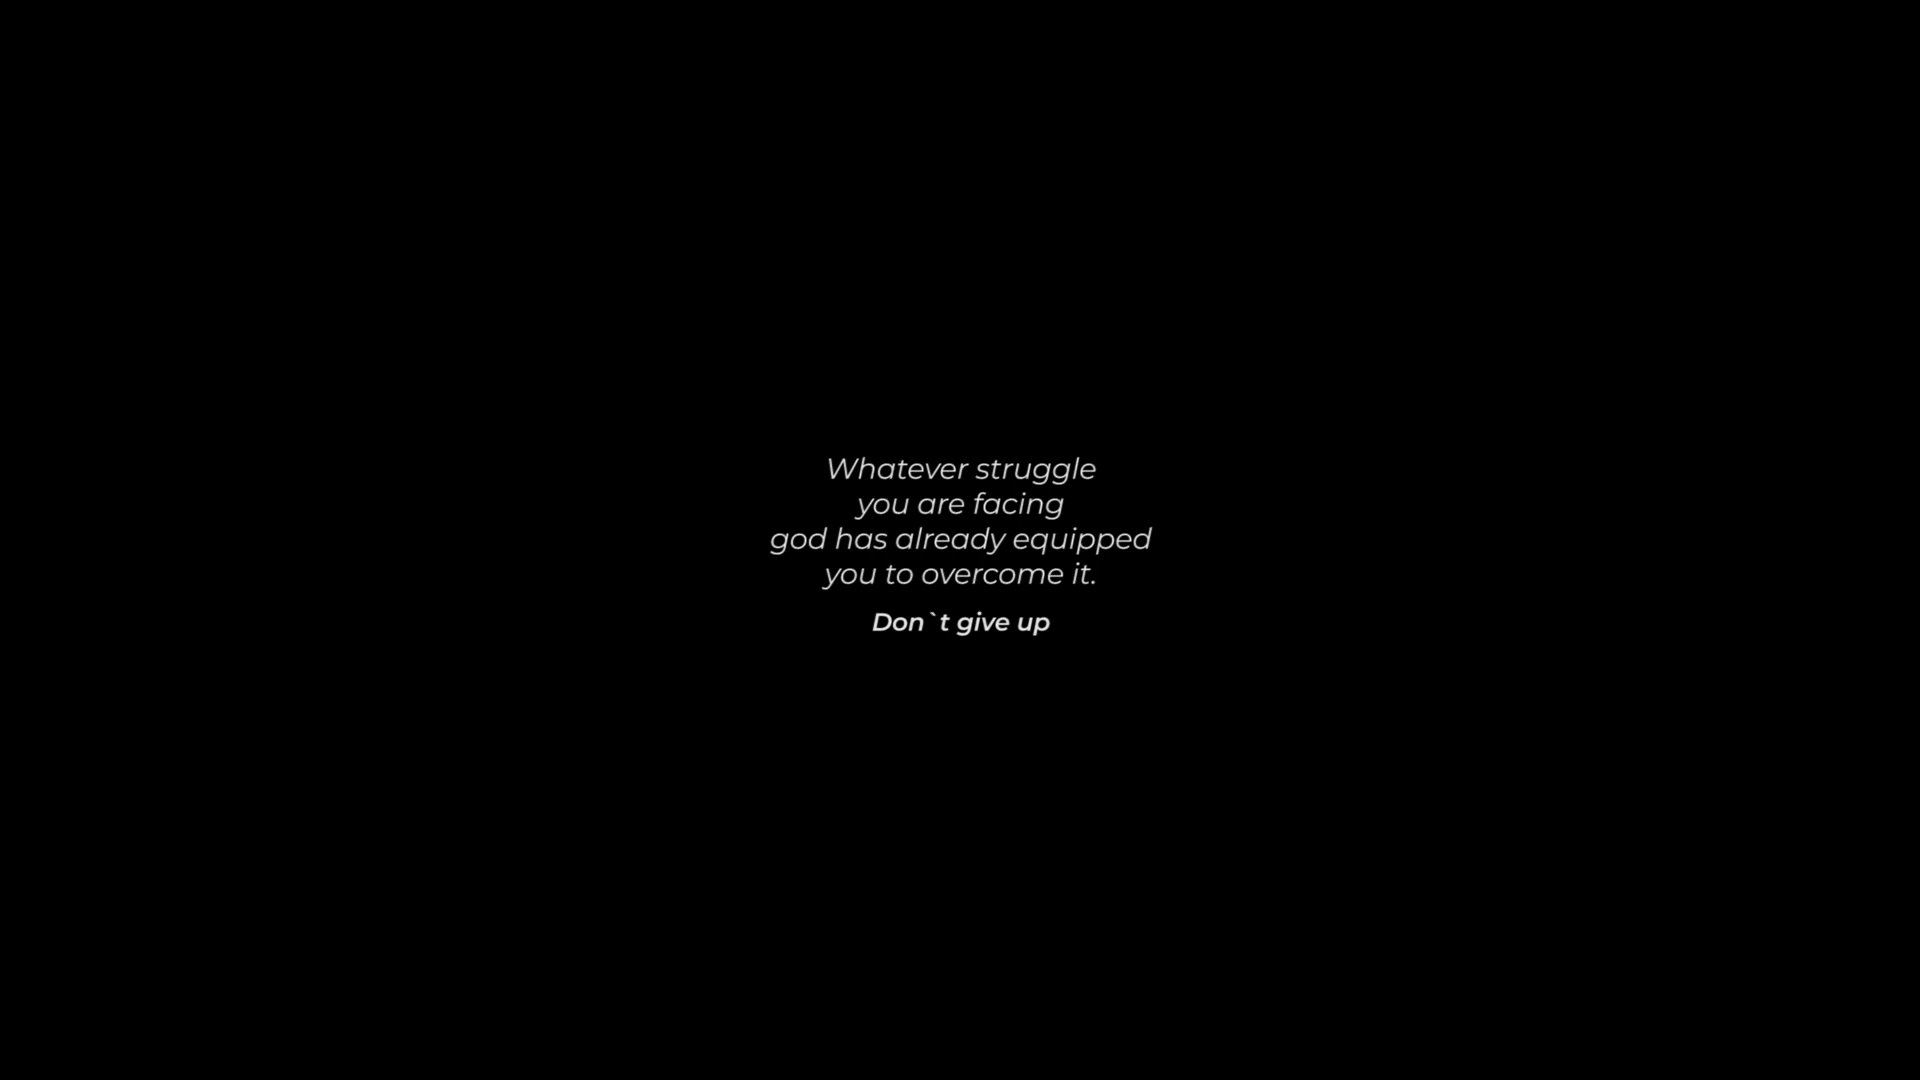 Whatever struggle
you are facing
god has already equipped
you to overcome it.
Don`t give up